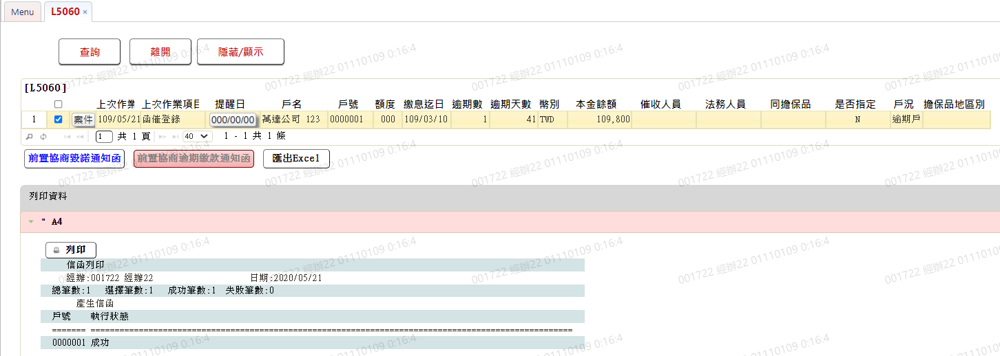 Menu L5060 ×
查詢 離開 隱藏/顯示
[L5060]
上次作業 上次作業項目 提醒日 戶名 戶號 額度 繳息迄日 逾期數 逾期天數 幣別 本金餘額 催收人員 法務人員 同擔保品 是否指定 戶況 擔保品地區別
1 案件 109/05/21 函催登錄 000/00/00 萬達公司 123 0000001 000 109/03/10 1 41 TWD 109,800 N 逾期戶
1 共 1 頁 40 1 - 1 共 1 條
前置協商毀諾通知函 前置協商逾期繳款通知函 匯出Excel
列印資料
" A4
列印
信函列印
經辦:001722 經辦22 日期:2020/05/21
總筆數:1 選擇筆數:1 成功筆數:1 失敗筆數:0
產生信函
戶號 執行狀態
======= ====================================================================================================
0000001 成功
001722 經辦22 01110109 0:16:4